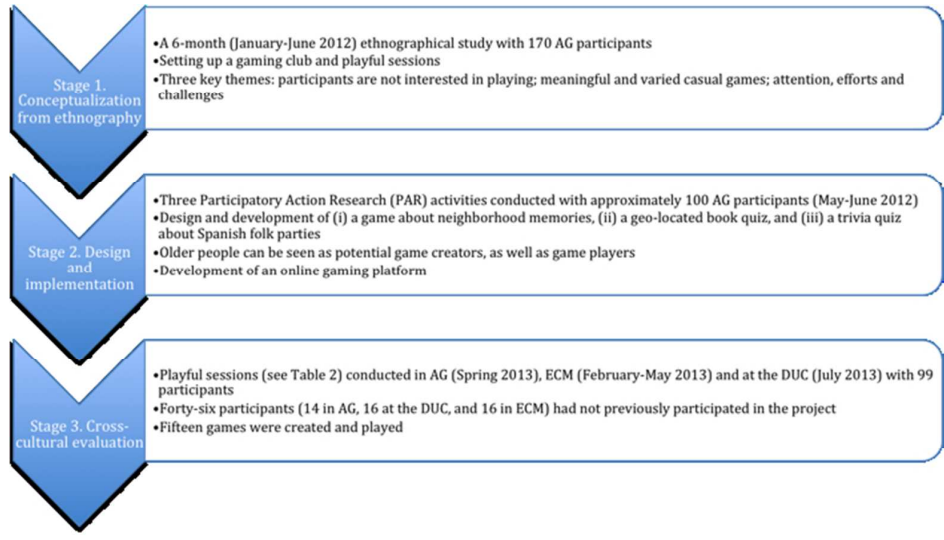 Stage 1.
Conceptualization
from ethnography
•A 6-month (January-June 2012) ethnographical study with 170 AG participants
•Setting up a gaming club and playful sessions
•Three key themes: participants are not interested in playing; meaningful and varied casual games; attention, efforts and
challenges
Stage 2. Design
and
implementation
•Three Participatory Action Research (PAR) activities conducted with approximately 100 AG participants (May-June 2012)
•Design and development of (i) a game about neighborhood memories, (ii) a geo-located book quiz, and (iii) a trivia quiz
about Spanish folk parties
•Older people can be seen as potential game creators, as well as game players
•Development of an online gaming platform
Stage 3. Cross-
cultural evaluation
•Playful sessions (see Table 2) conducted in AG (Spring 2013), ECM (February-May 2013) and at the DUC (July 2013) with 99
participants
•Forty-six participants (14 in AG, 16 at the DUC, and 16 in ECM) had not previously participated in the project
•Fifteen games were created and played